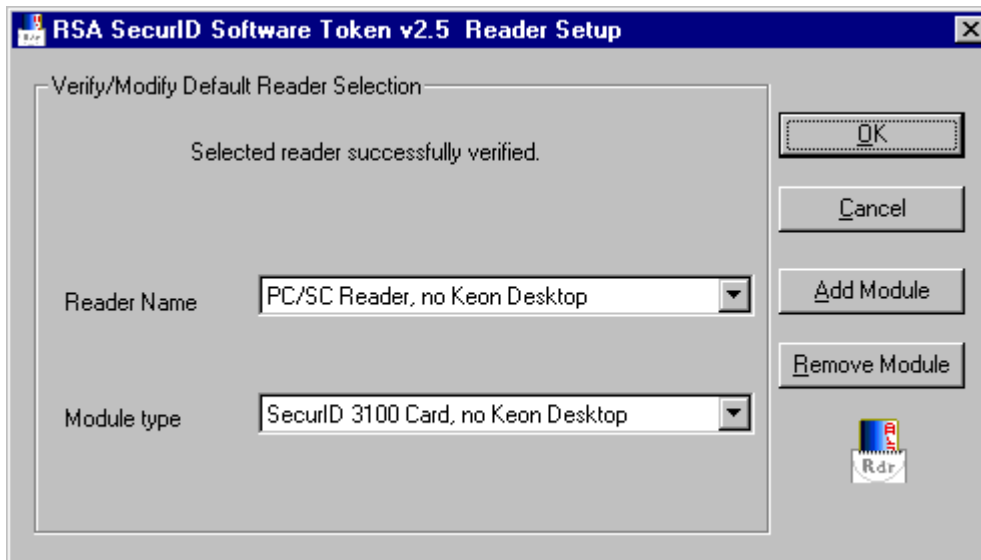 RSA SecurID Software Token v2.5 Reader Setup
Verify/Modify Default Reader Selection
Selected reader successfully verified.
OK
Cancel
Reader Name
PC/SC Reader, no Keon Desktop
Add Module
Remove Module
Module type
SecurID 3100 Card, no Keon Desktop
Rdr